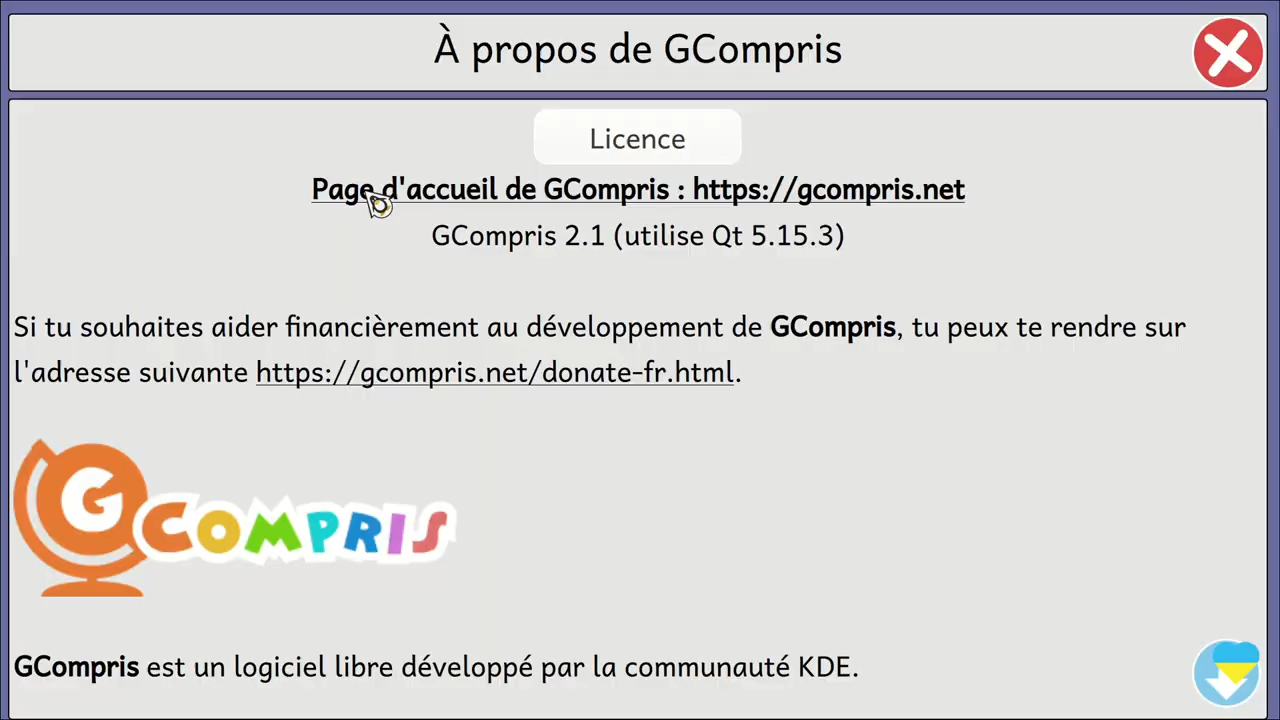 À propos de GCompris
Licence
Page d'accueil de GCompris : https://gcompris.net
GCompris 2.1 (utilise Qt 5.15.3)
Si tu souhaites aider financièrement au développement de GCompris, tu peux te rendre sur
l'adresse suivante https://gcompris.net/donate-fr.html.
GCOMPRIS
GCompris est un logiciel libre développé par la communauté KDE.